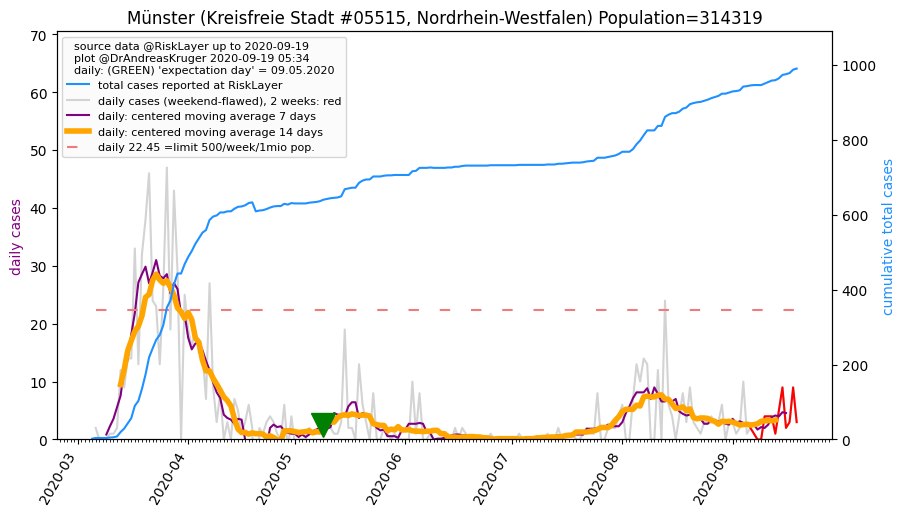 Münster (Kreisfreie Stadt #05515, Nordrhein-Westfalen) Population=314319
source data @RiskLayer up to 2020-09-19
plot @DrAndreasKruger 2020-09-19 05:34
daily: (GREEN) 'expectation day' = 09.05.2020
total cases reported at RiskLayer
daily cases (weekend-flawed), 2 weeks: red
daily: centered moving average 7 days
daily: centered moving average 14 days
daily 22.45 =limit 500/week/1mio pop.
daily cases
70
60
50
40
30
20
10
0
cumulative total cases
1000
800
600
400
200
0
2020-03
2020-04
2020-05
2020-06
2020-07
2020-08
2020-09